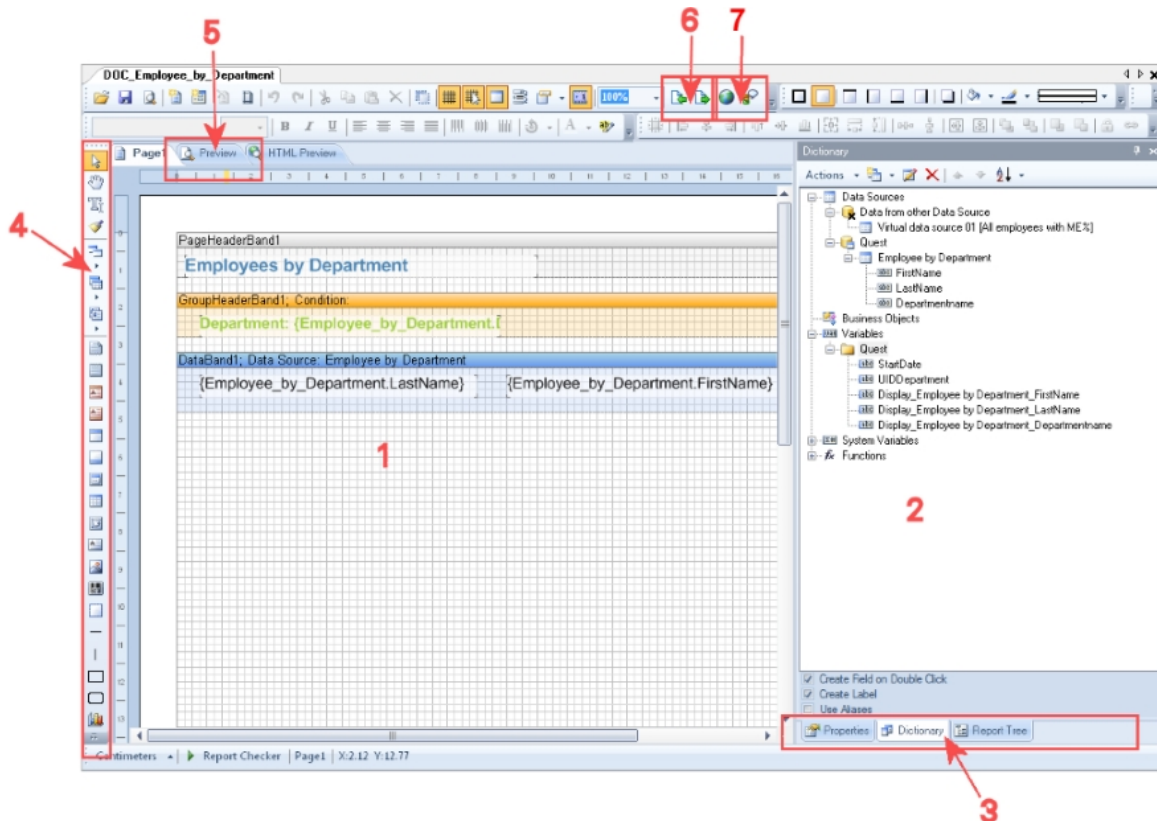 5
6
7
DOC_Employee_by_Department
100%
B I U
A
Page1
Preview
HTML Preview
PageHeaderBand1
Employees by Department
GroupHeaderBand1; Condition:
Department: {Employee_by_Department.
DataBand1; Data Source: Employee by Department
{Employee_by_Department.LastName} {Employee_by_Department.FirstName}
1
4
Dictionary
Actions
Data Sources
Data from other Data Source
Virtual data source 01 [All employees with ME%]
Quest
Employee by Department
FirstName
LastName
Departmentname
Business Objects
Variables
Quest
StartDate
UIDDepartment
Display_Employee by Department_FirstName
Display_Employee by Department_LastName
Display_Employee by Department_Departmentname
System Variables
Functions
2
Create Field on Double Click
Create Label
Use Aliases
Properties
Dictionary
Report Tree
Centimeters
Report Checker
Page1
X:2.12 Y:12.77
3